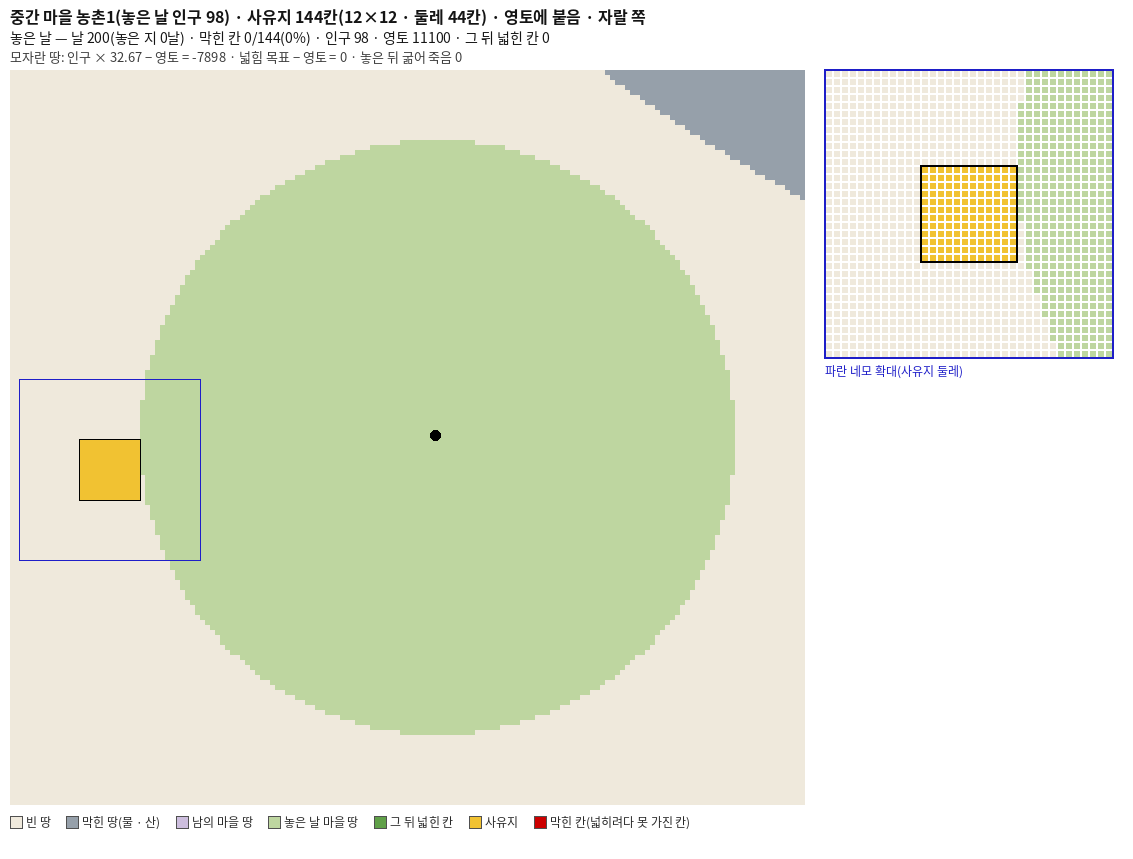 중간 마을 농촌1(놓은 날 인구 98) · 사유지 144칸(12×12 · 둘레 44칸) · 영토에 붙음 · 자랄 쪽
놓은 날 — 날 200(놓은 지 0날) · 막힌 칸 0/144(0%) · 인구 98 · 영토 11100 · 그 뒤 넓힌 칸 0
모자란 땅: 인구 × 32.67 − 영토 = -7898 · 넓힘 목표 − 영토 = 0 · 놓은 뒤 굶어 죽음 0
파란 네모 확대(사유지 둘레)
빈 땅
막힌 땅(물 · 산)
남의 마을 땅
놓은 날 마을 땅
그 뒤 넓힌 칸
사유지
막힌 칸(넓히려다 못 가진 칸)